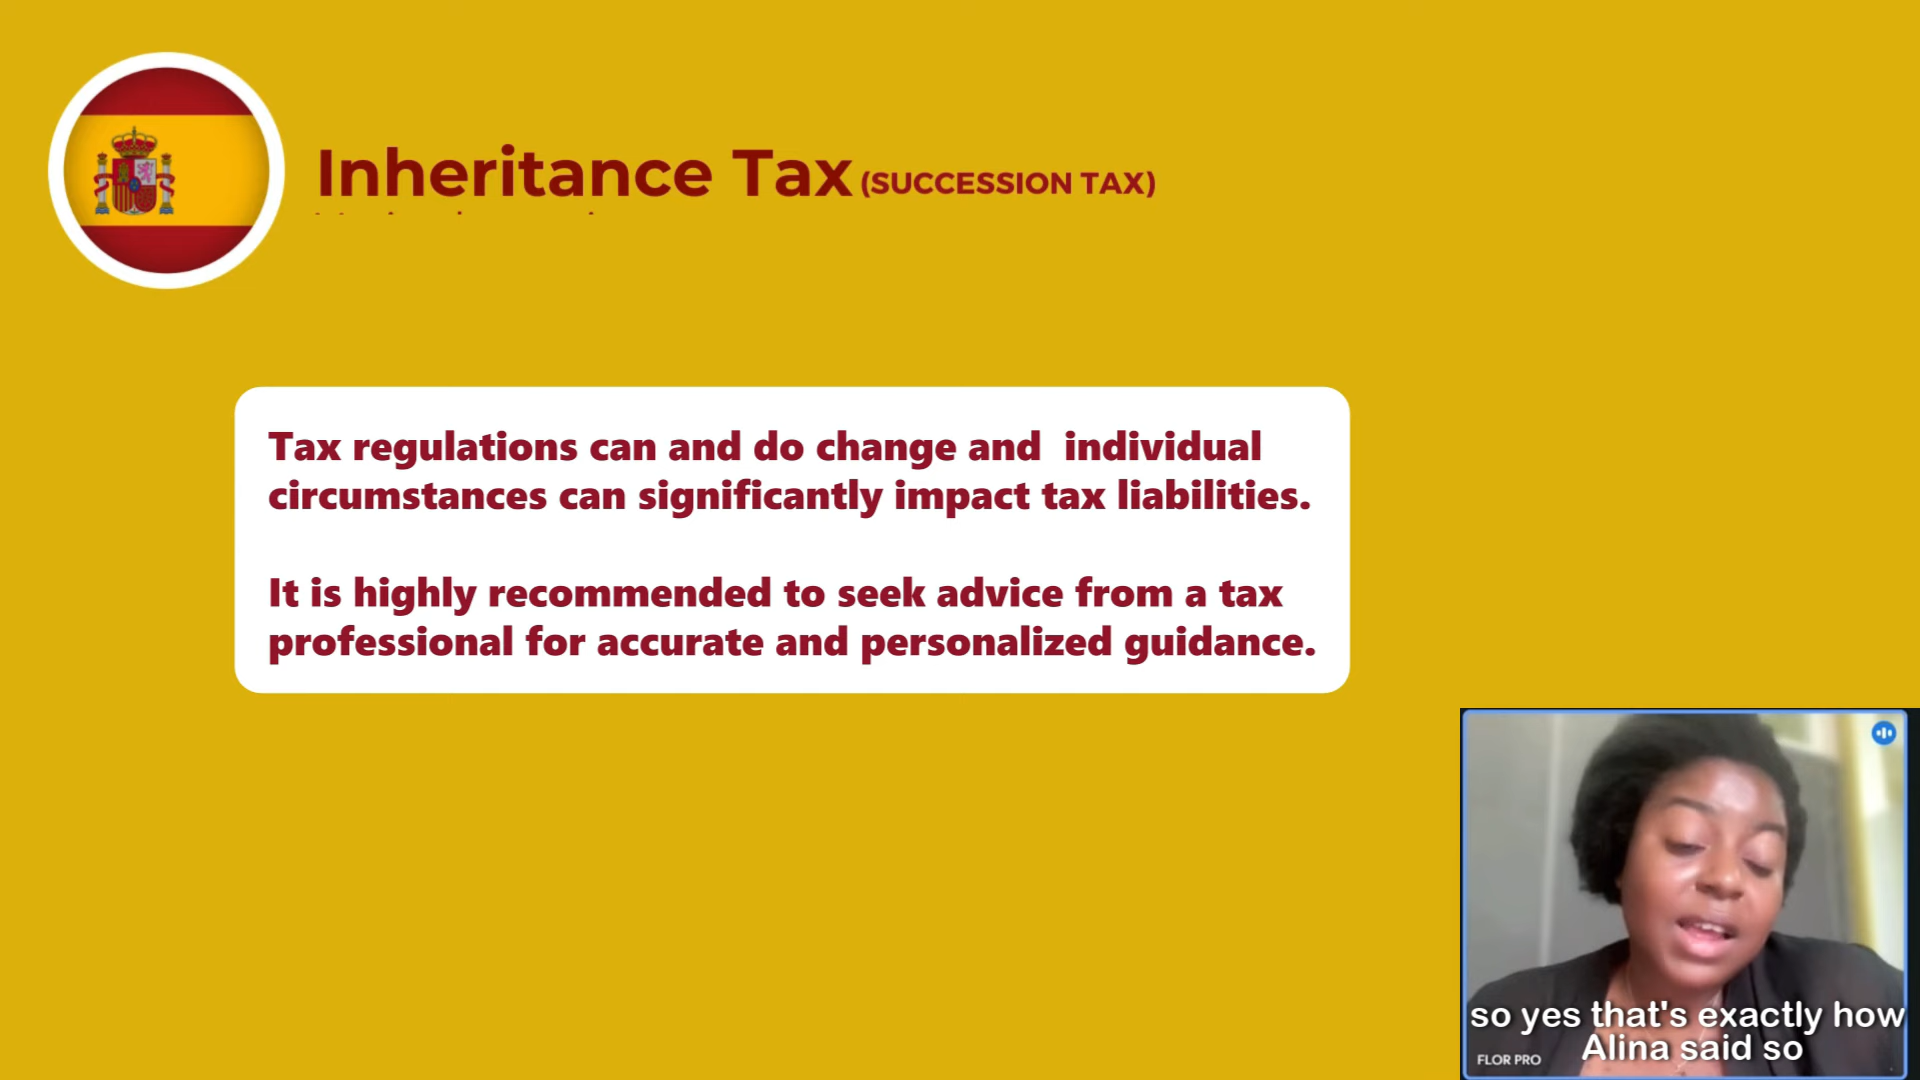 Inheritance Tax (SUCCESSION TAX)
Tax regulations can and do change and  individual
circumstances can significantly impact tax liabilities.
It is highly recommended to seek advice from a tax
professional for accurate and personalized guidance.
so yes that's exactly how
Alina said so
FLOR PRO